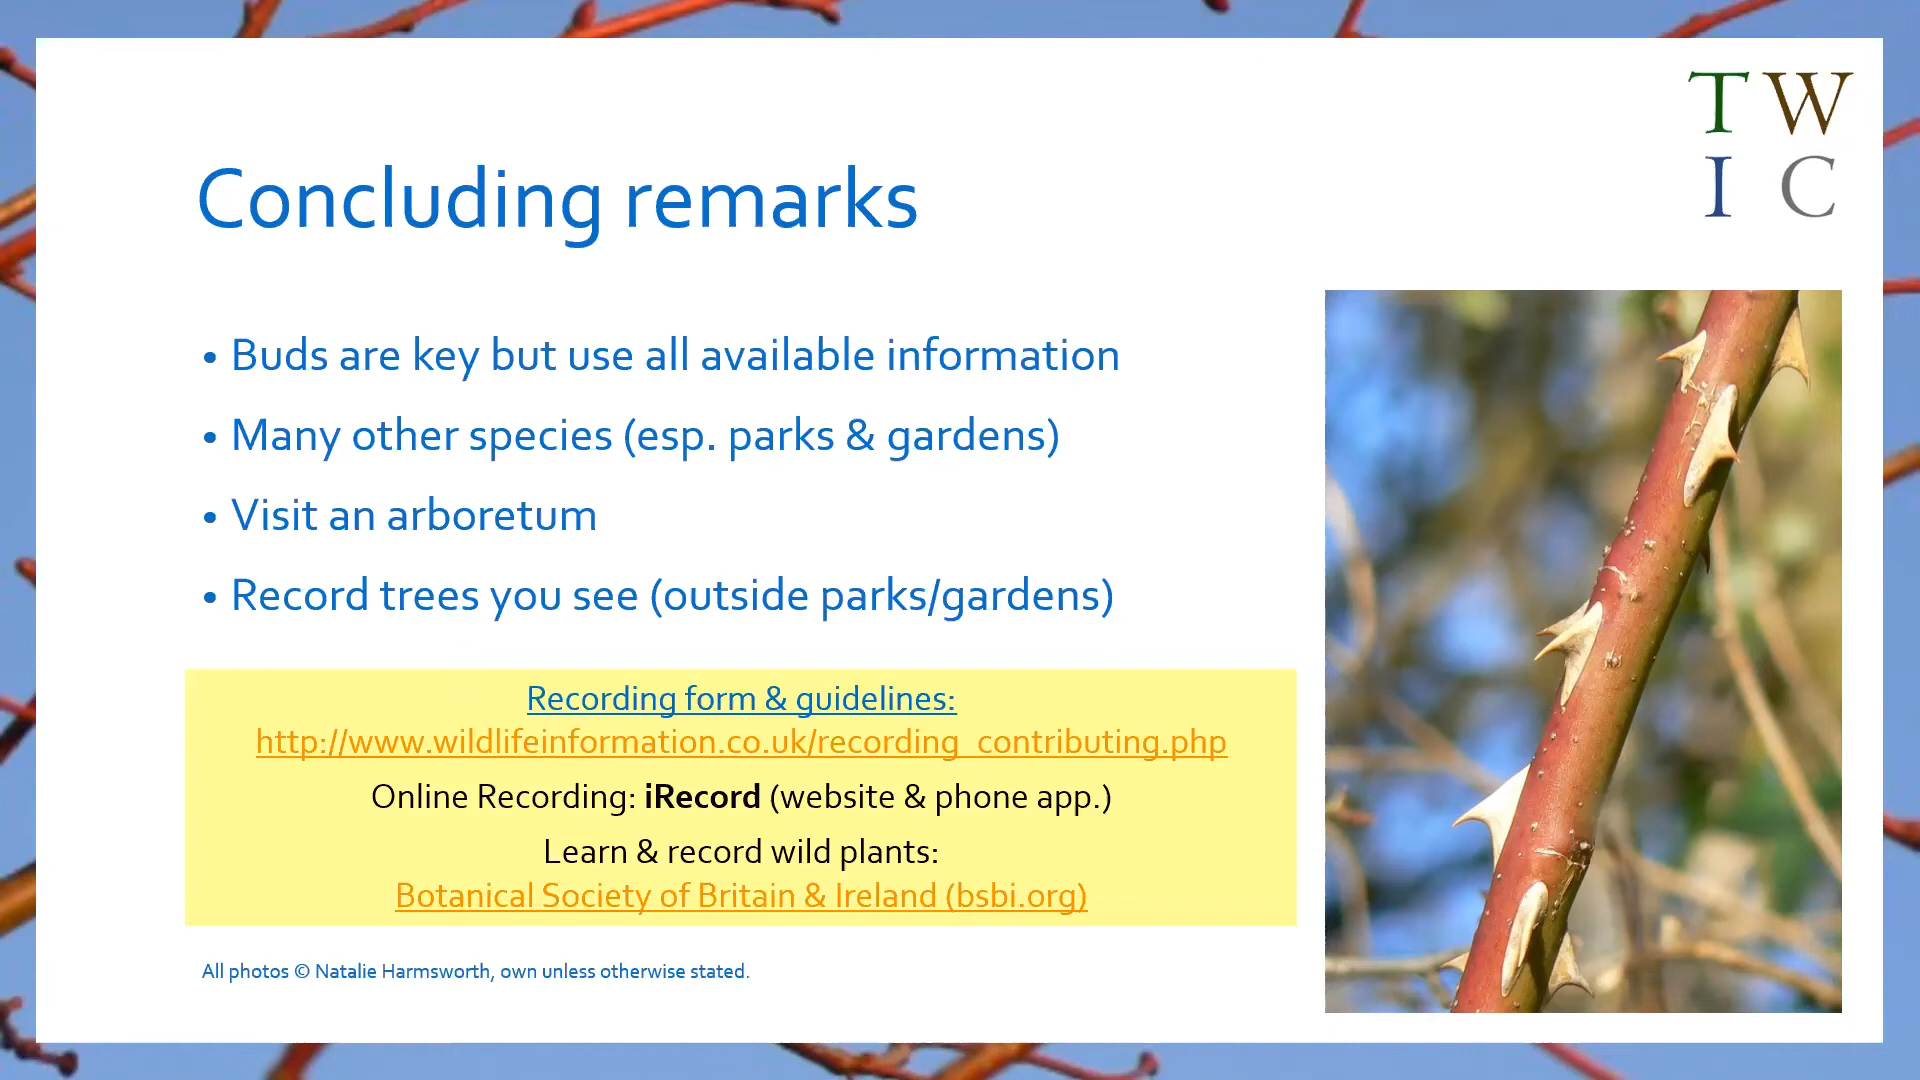 T W
I C
Concluding remarks
• Buds are key but use all available information
• Many other species (esp. parks & gardens)
• Visit an arboretum
• Record trees you see (outside parks/gardens)
Recording form & guidelines:
http://www.wildlifeinformation.co.uk/recording_contributing.php
Online Recording: iRecord (website & phone app.)
Learn & record wild plants:
Botanical Society of Britain & Ireland (bsbi.org)
All photos © Natalie Harmsworth, own unless otherwise stated.